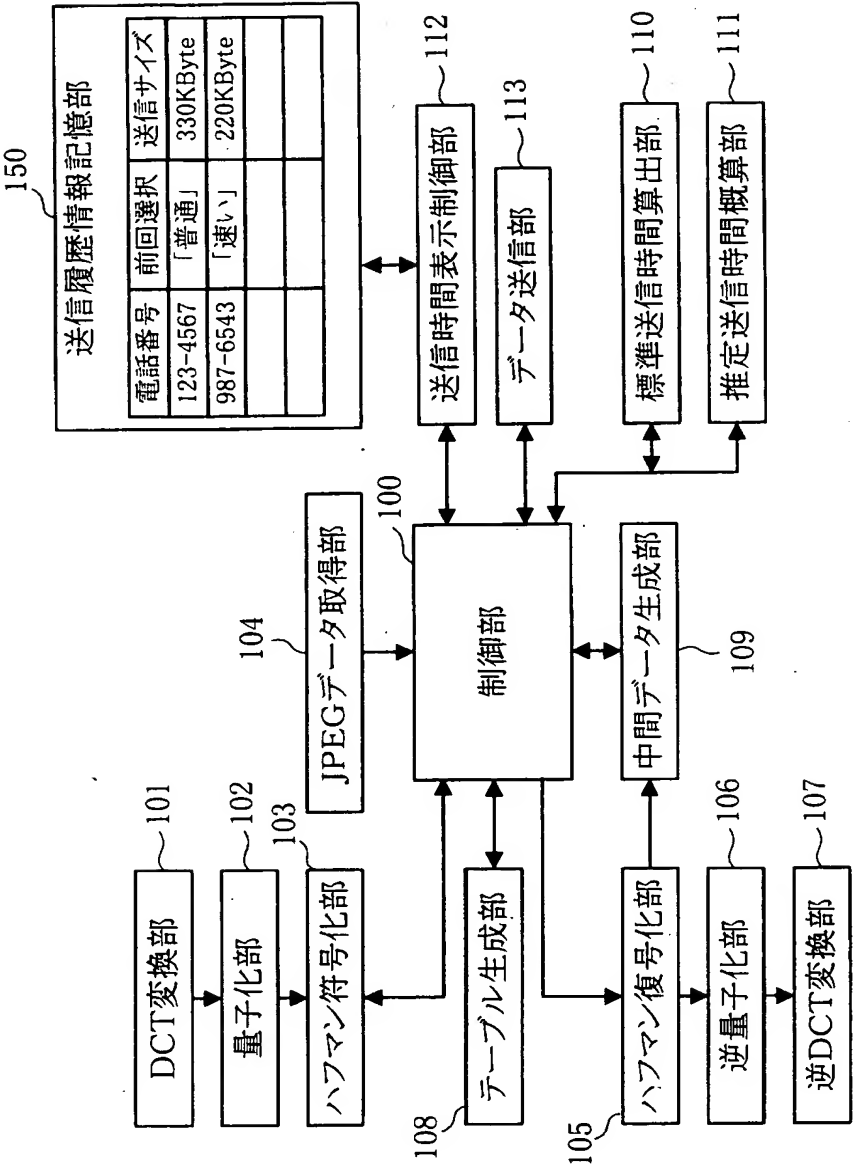 150
送信履歴情報記憶部
電話番号 前回選択 送信サイズ
123-4567 「普通」 330KByte
987-6543 「速い」 220KByte
101
DCT変換部
102
量子化部
103
ハフマン符号化部
104
JPEGデータ取得部
112
送信時間表示制御部
113
データ送信部
100
制御部
108
テーブル生成部
110
標準送信時間算出部
111
推定送信時間概算部
105
ハフマン復号化部
109
中間データ生成部
106
逆量子化部
107
逆DCT変換部